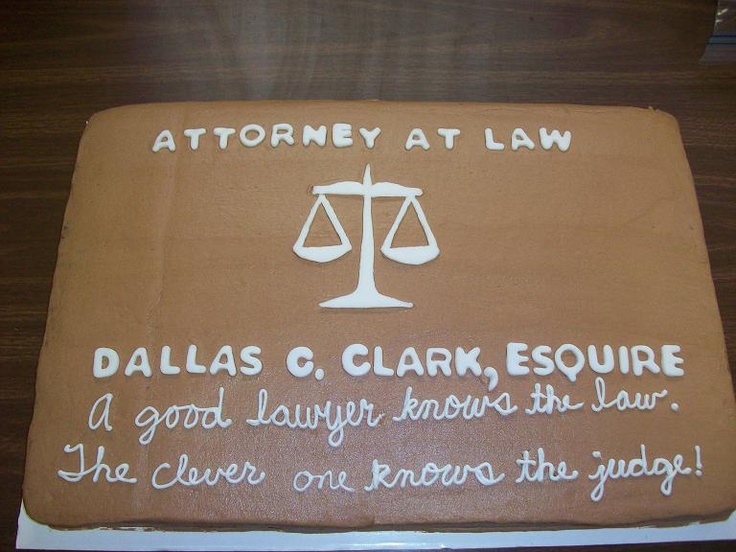 ATTORNEY AT LAW
DALLAS C. CLARK, ESQUIRE
A good lawyer knows the law.
The clever one knows the judge!